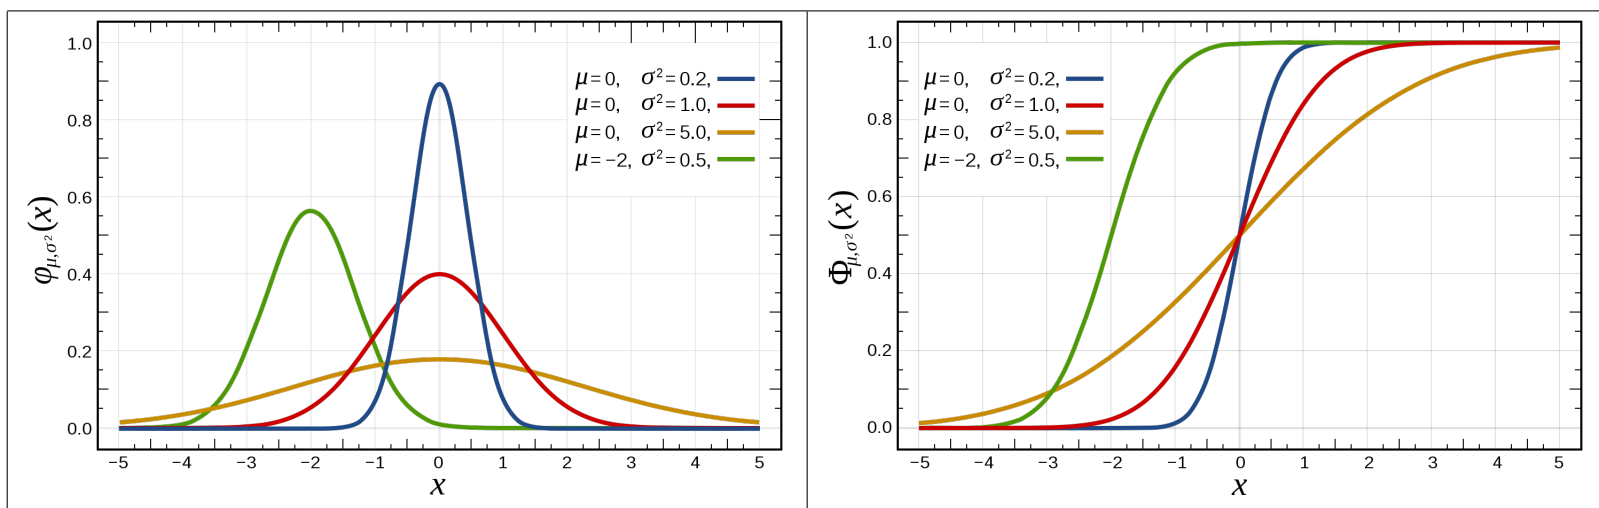 1.0
0.8
0.6
0.4
0.2
0.0
φμ,σ²(x)
μ=0, σ²=0.2,
μ=0, σ²=1.0,
μ=0, σ²=5.0,
μ=−2, σ²=0.5,
−5 −4 −3 −2 −1 0 1 2 3 4 5
x
1.0
0.8
0.6
0.4
0.2
0.0
Φμ,σ²(x)
μ=0, σ²=0.2,
μ=0, σ²=1.0,
μ=0, σ²=5.0,
μ=−2, σ²=0.5,
−5 −4 −3 −2 −1 0 1 2 3 4 5
x